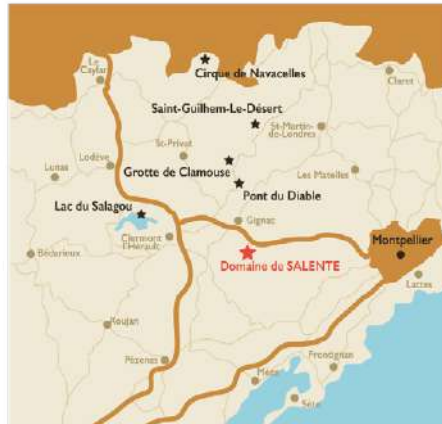 Le
Caylar
Cirque de Navacelles
Claret
Saint-Guilhem-Le-Désert
St-Martin-
de-Londres
St-Privat
Lodève
Lunas
Grotte de Clamouse
Les Matelles
Pont du Diable
Lac du Salagou
Gignac
Clermont
l'Hérault
Montpellier
Bédarieux
Domaine de SALENTE
Lattes
Roujan
Pézenas
Frontignan
Mèze
Sète